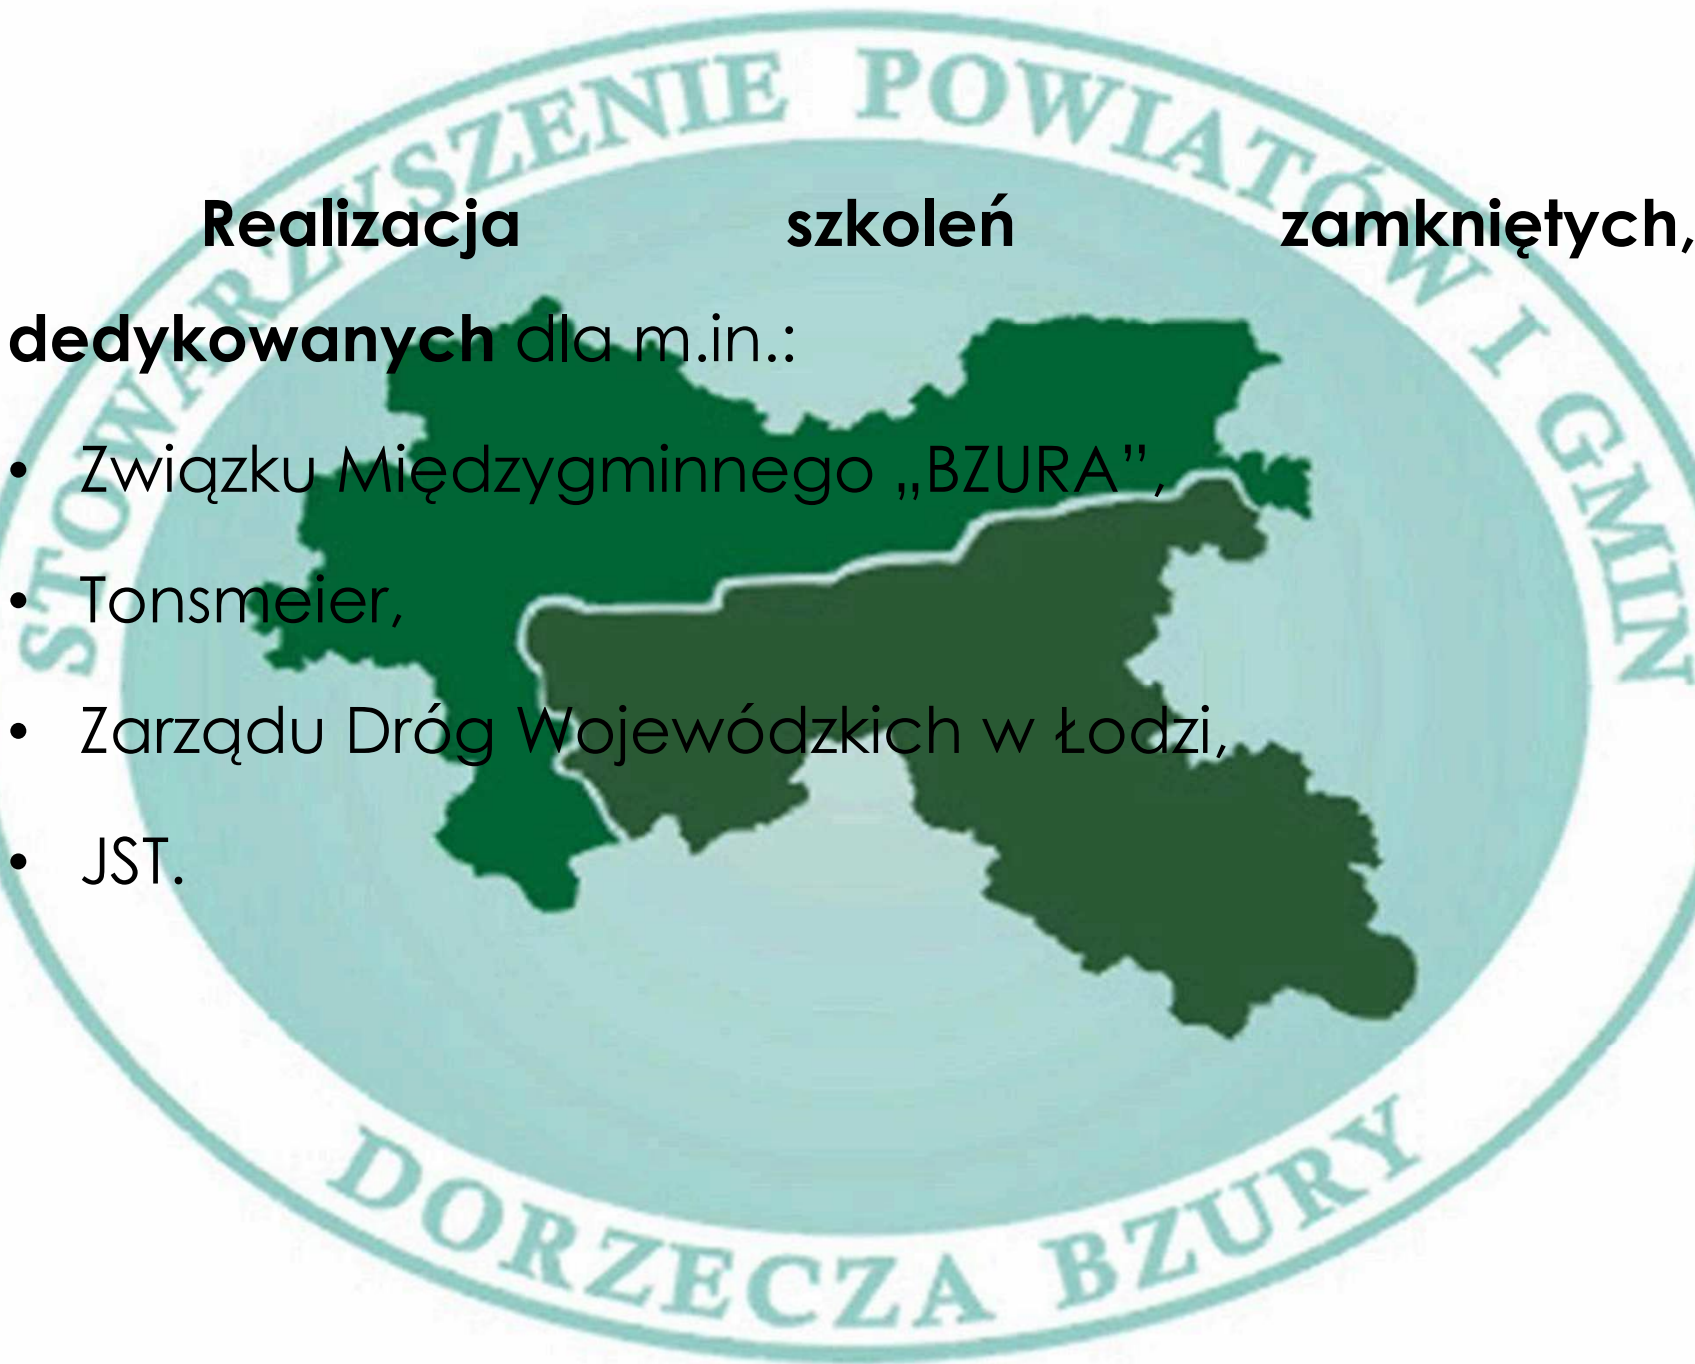 STOWARZYSZENIE POWIATÓW I GMIN
Realizacja szkoleń zamkniętych,
dedykowanych dla m.in.:
• Związku Międzygminnego „BZURA”,
• Tonsmeier,
• Zarządu Dróg Wojewódzkich w Łodzi,
• JST.
DORZECZA BZURY